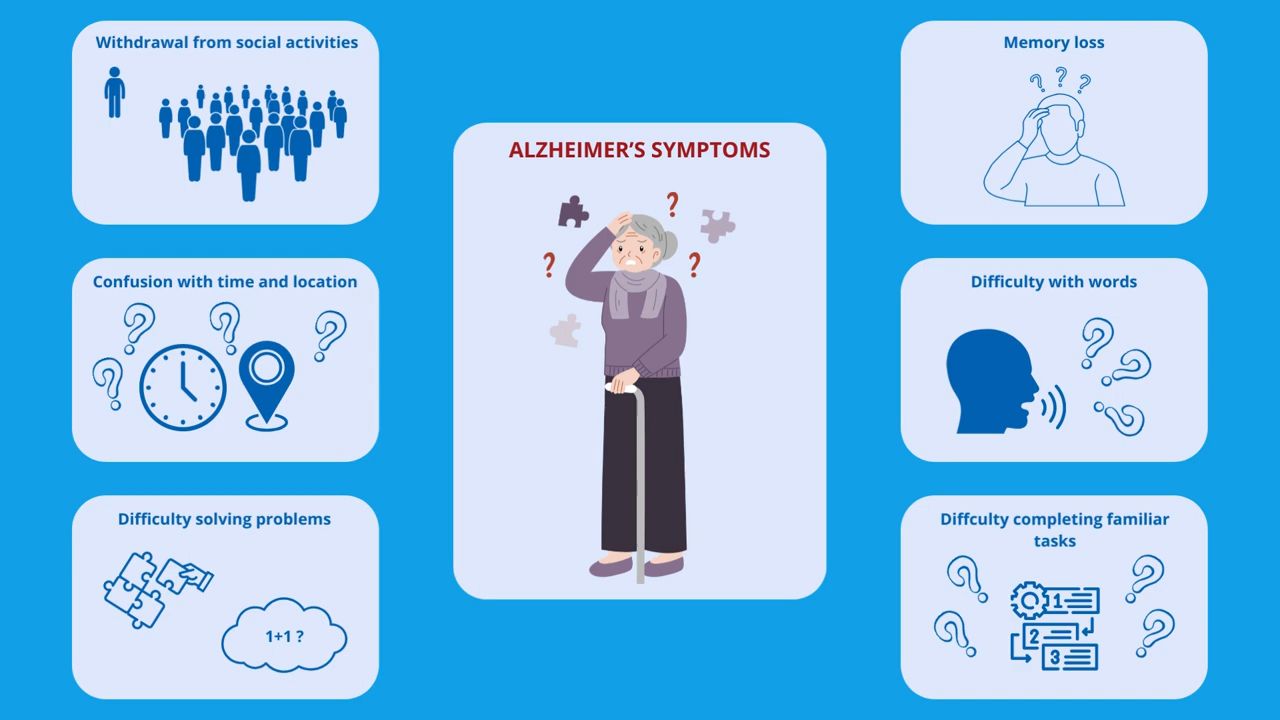 Withdrawal from social activities
Memory loss
ALZHEIMER'S SYMPTOMS
Confusion with time and location
Difficulty with words
Difficulty solving problems
1+1 ?
Diffculty completing familiar
tasks
1
2
3